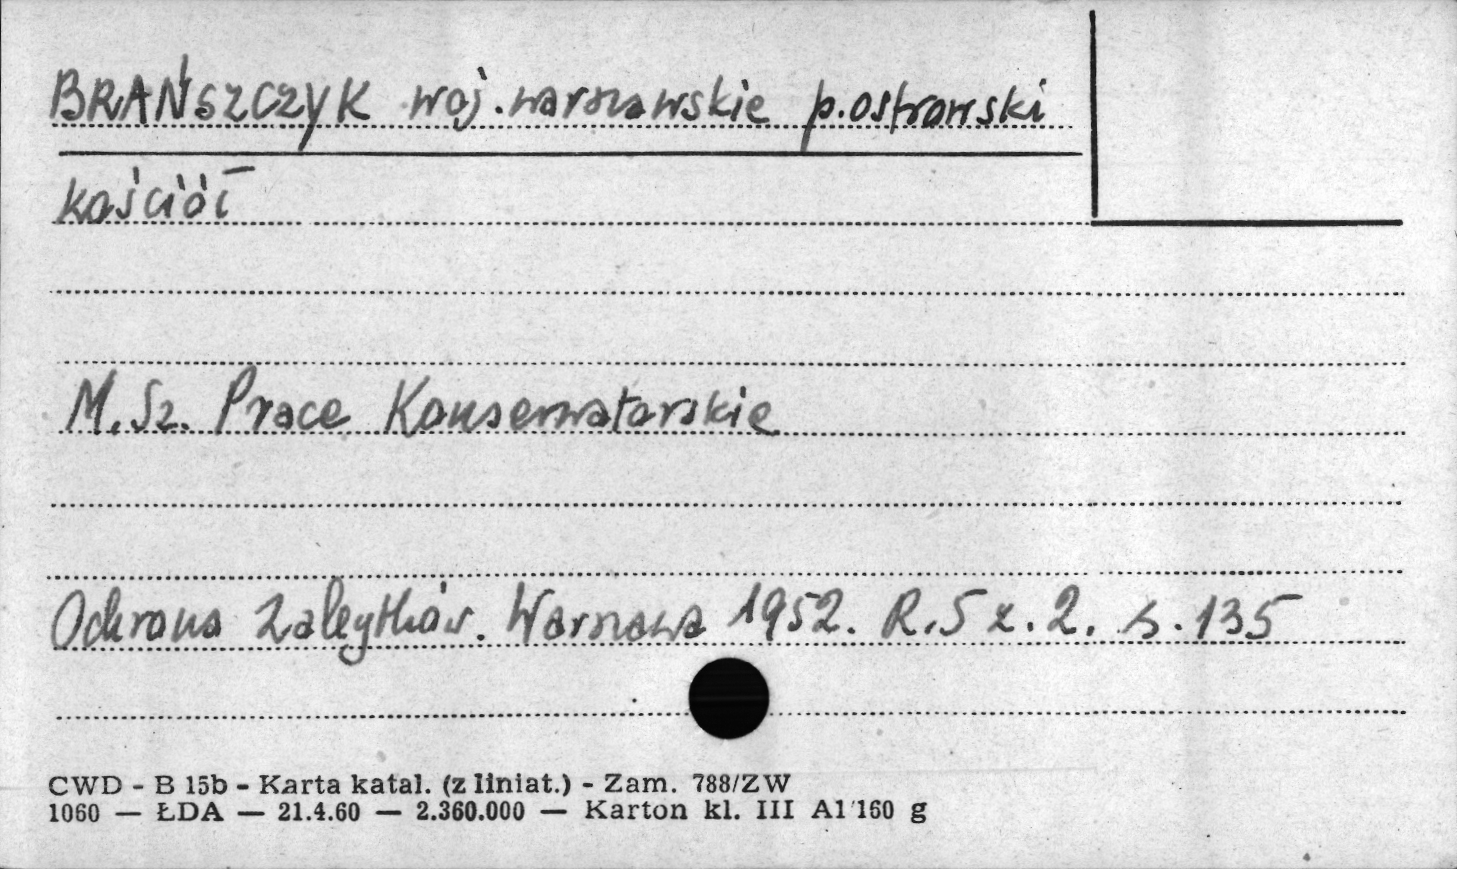 BRAŃSZCZYK woj. warszawskie p. ostrowski
kościół
M. Sz. Prace Konserwatorskie
Ochrona Zabytków. Warszawa 1952. R. 5 z. 2. s. 135
CWD - B 15b - Karta katal. (z liniat.) - Zam. 788/ZW
1060 — ŁDA — 21.4.60 — 2.360.000 — Karton kl. III A1/160 g